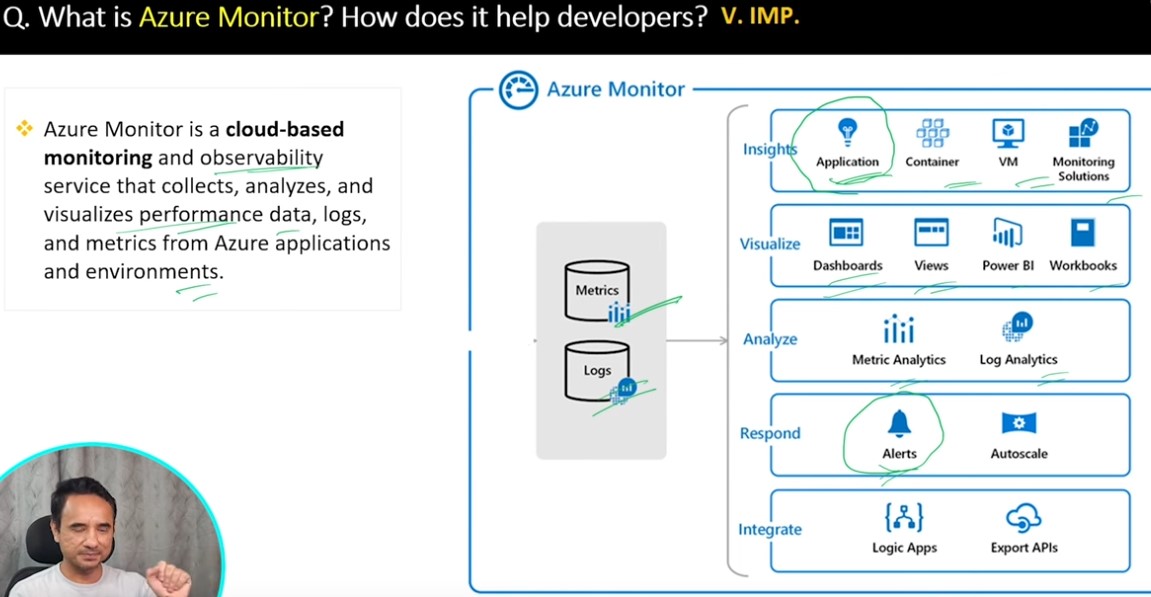 Q. What is Azure Monitor? How does it help developers? V. IMP.
❖ Azure Monitor is a cloud-based
monitoring and observability
service that collects, analyzes, and
visualizes performance data, logs,
and metrics from Azure applications
and environments.
Azure Monitor
Metrics
Logs
Insights
Application
Container
VM
Monitoring
Solutions
Visualize
Dashboards
Views
Power BI
Workbooks
Analyze
Metric Analytics
Log Analytics
Respond
Alerts
Autoscale
Integrate
Logic Apps
Export APIs